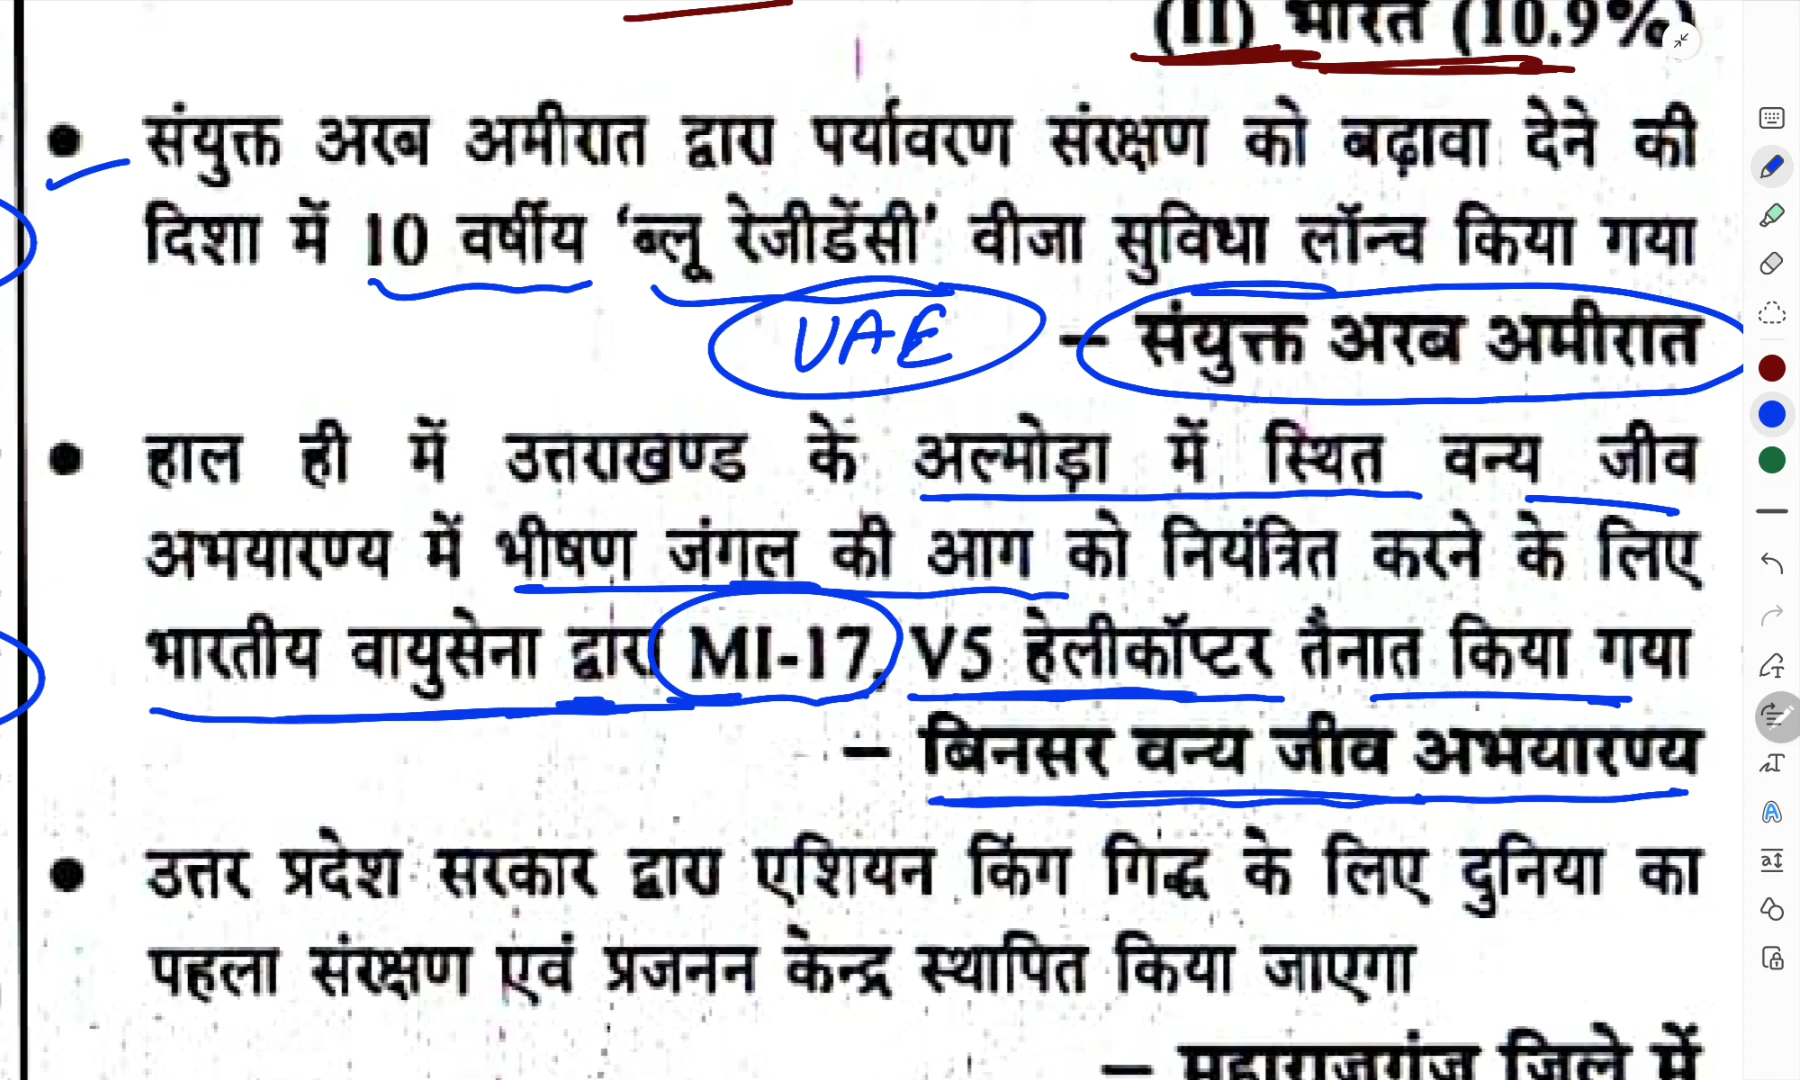 (II) भारत (10.9%)
• संयुक्त अरब अमीरात द्वारा पर्यावरण संरक्षण को बढ़ावा देने की
दिशा में 10 वर्षीय ‘ब्लू रेजीडेंसी’ वीजा सुविधा लॉन्च किया गया
UAE – संयुक्त अरब अमीरात
• हाल ही में उत्तराखण्ड के अल्मोड़ा में स्थित वन्य जीव
अभयारण्य में भीषण जंगल की आग को नियंत्रित करने के लिए
भारतीय वायुसेना द्वारा MI-17, V5 हेलीकॉप्टर तैनात किया गया
– बिनसर वन्य जीव अभयारण्य
• उत्तर प्रदेश सरकार द्वारा एशियन किंग गिद्ध के लिए दुनिया का
पहला संरक्षण एवं प्रजनन केन्द्र स्थापित किया जाएगा
– महाराजगंज जिले में